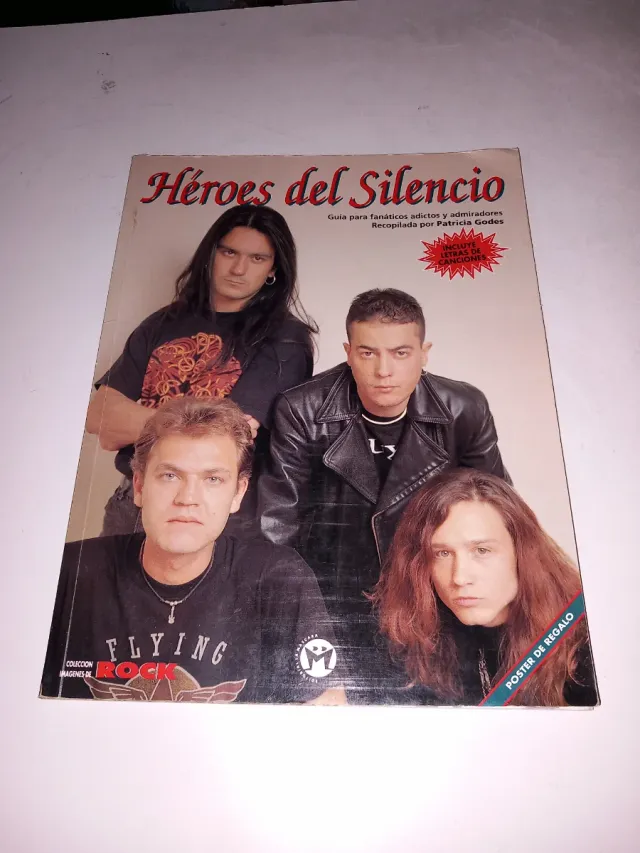 Héroes del Silencio
Guía para fanáticos adictos y admiradores
Recopilada por Patricia Godes
INCLUYE
LETRAS DE
CANCIONES
FLYING
COLECCION
IMAGENES DE ROCK
MASCARA
M
POSTER DE REGALO